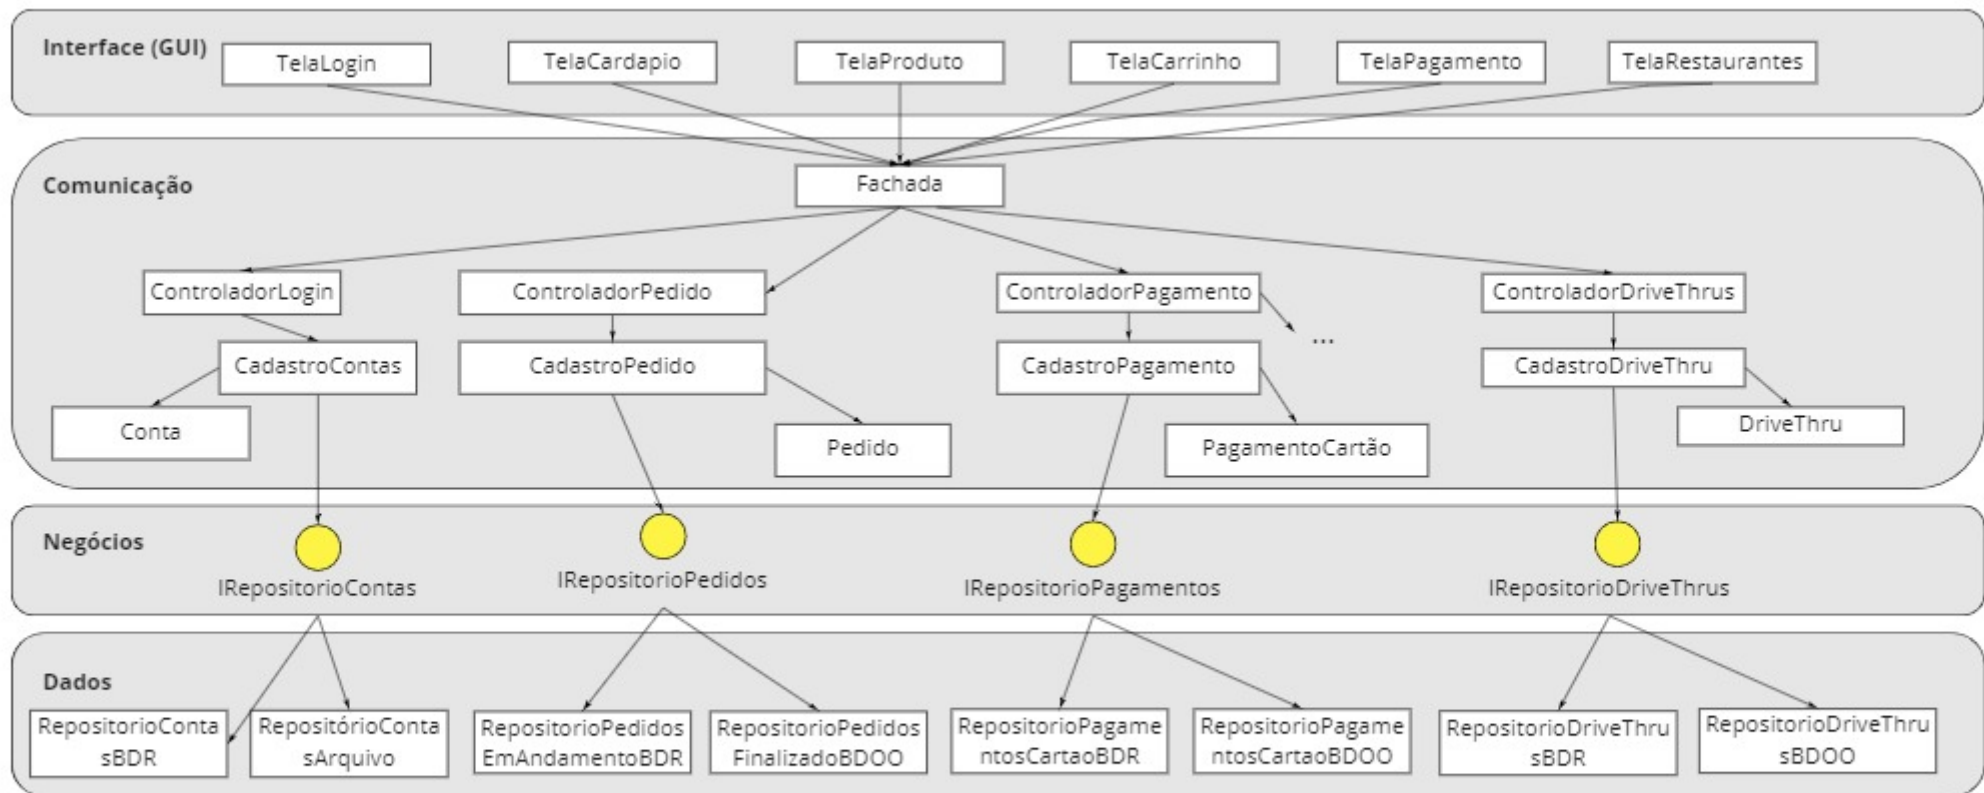 Interface (GUI)
TelaLogin
TelaCardapio
TelaProduto
TelaCarrinho
TelaPagamento
TelaRestaurantes
Comunicação
Fachada
ControladorLogin
ControladorPedido
ControladorPagamento
ControladorDriveThrus
...
CadastroContas
CadastroPedido
CadastroPagamento
CadastroDriveThru
Conta
Pedido
PagamentoCartão
DriveThru
Negócios
IRepositorioContas
IRepositorioPedidos
IRepositorioPagamentos
IRepositorioDriveThrus
Dados
RepositorioConta
sBDR
RepositórioConta
sArquivo
RepositorioPedidos
EmAndamentoBDR
RepositorioPedidos
FinalizadoBDOO
RepositorioPagame
ntosCartaoBDR
RepositorioPagame
ntosCartaoBDOO
RepositorioDriveThru
sBDR
RepositorioDriveThru
sBDOO